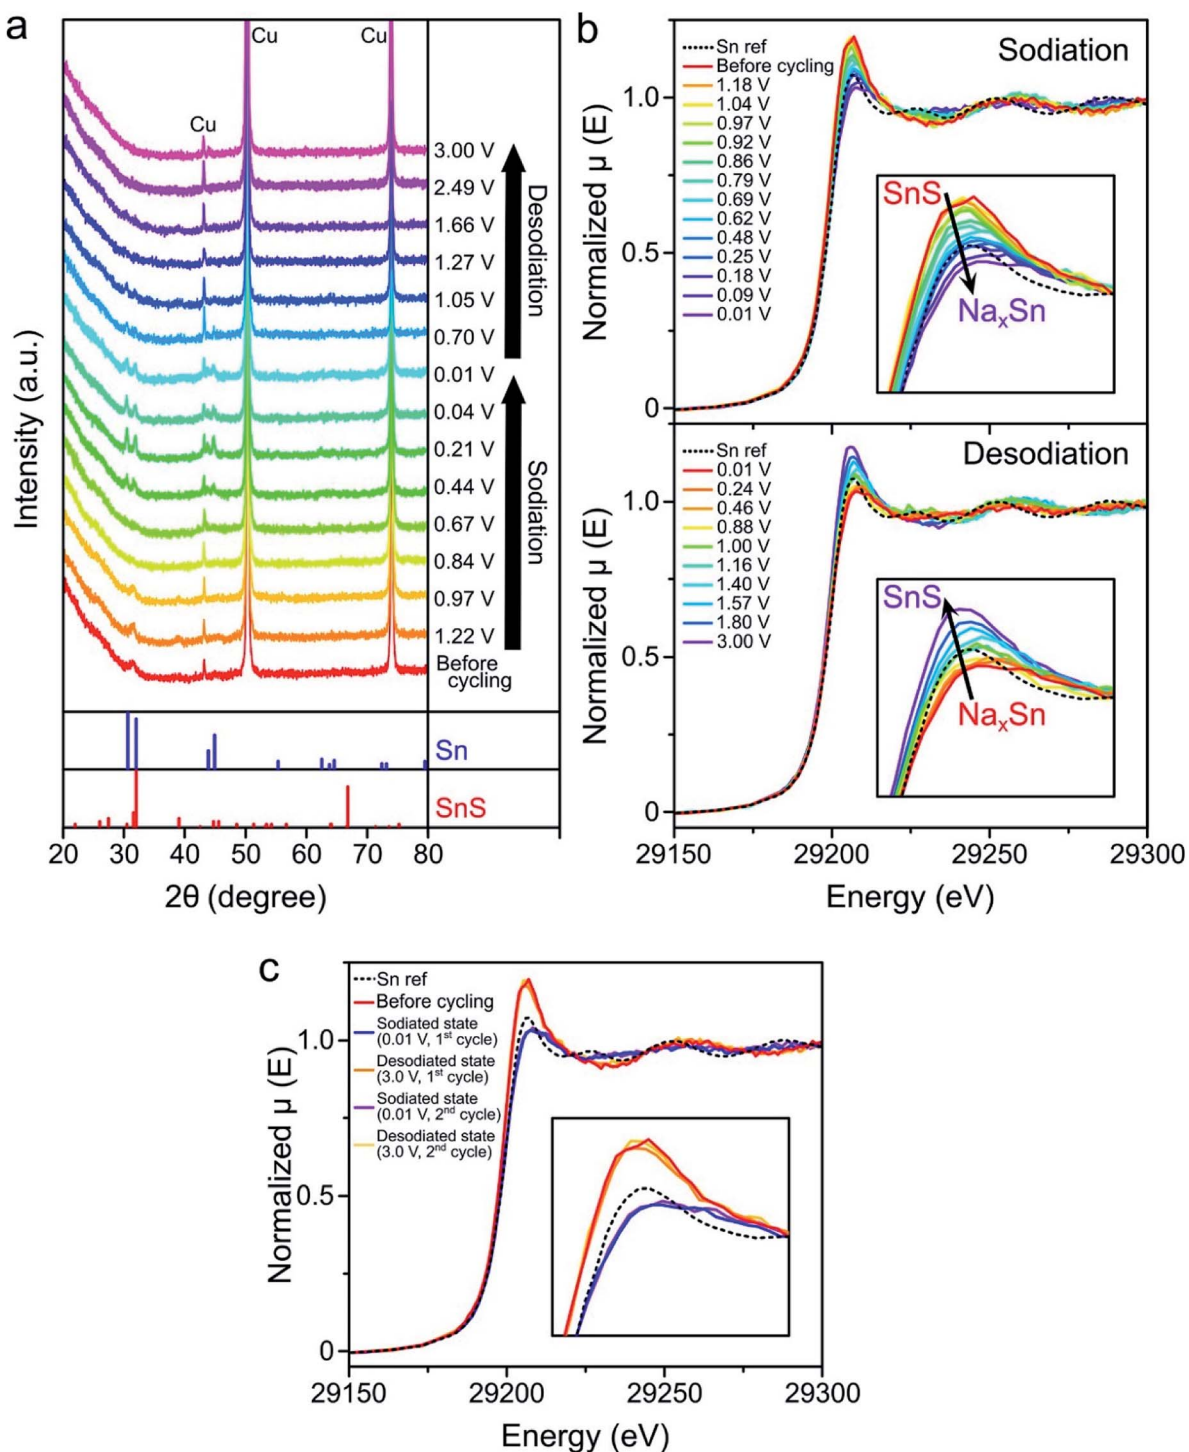 a
Cu
Cu
Cu
3.00 V
2.49 V
1.66 V
1.27 V
1.05 V
0.70 V
0.01 V
0.04 V
0.21 V
0.44 V
0.67 V
0.84 V
0.97 V
1.22 V
Before
cycling
Desodiation
Sodiation
Intensity (a.u.)
Sn
SnS
20 30 40 50 60 70 80
2θ (degree)
b
Sodiation
Sn ref
Before cycling
1.18 V
1.04 V
0.97 V
0.92 V
0.86 V
0.79 V
0.69 V
0.62 V
0.48 V
0.25 V
0.18 V
0.09 V
0.01 V
SnS
NaₓSn
1.0
0.5
0
Normalized μ (E)
Desodiation
Sn ref
0.01 V
0.24 V
0.46 V
0.88 V
1.00 V
1.16 V
1.40 V
1.57 V
1.80 V
3.00 V
SnS
NaₓSn
1.0
0.5
0
Normalized μ (E)
29150 29200 29250 29300
Energy (eV)
c
Sn ref
Before cycling
Sodiated state
(0.01 V, 1st cycle)
Desodiated state
(3.0 V, 1st cycle)
Sodiated state
(0.01 V, 2nd cycle)
Desodiated state
(3.0 V, 2nd cycle)
1.0
0.5
0
Normalized μ (E)
29150 29200 29250 29300
Energy (eV)